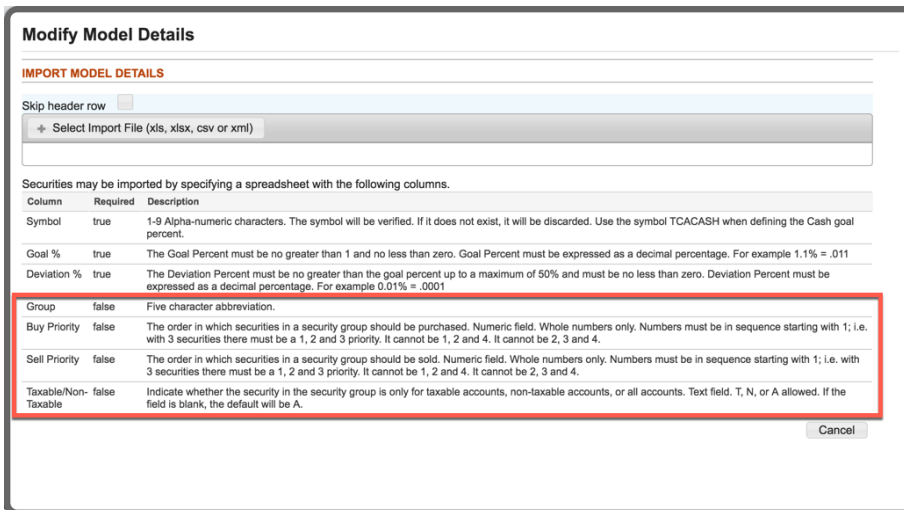 Modify Model Details
IMPORT MODEL DETAILS
Skip header row
+ Select Import File (xls, xlsx, csv or xml)
Securities may be imported by specifying a spreadsheet with the following columns.
Column Required Description
Symbol true 1-9 Alpha-numeric characters. The symbol will be verified. If it does not exist, it will be discarded. Use the symbol TCACASH when defining the Cash goal
percent.
Goal % true The Goal Percent must be no greater than 1 and no less than zero. Goal Percent must be expressed as a decimal percentage. For example 1.1% = .011
Deviation % true The Deviation Percent must be no greater than the goal percent up to a maximum of 50% and must be no less than zero. Deviation Percent must be
expressed as a decimal percentage. For example 0.01% = .0001
Group false Five character abbreviation.
Buy Priority false The order in which securities in a security group should be purchased. Numeric field. Whole numbers only. Numbers must be in sequence starting with 1; i.e.
with 3 securities there must be a 1, 2 and 3 priority. It cannot be 1, 2 and 4. It cannot be 2, 3 and 4.
Sell Priority false The order in which securities in a security group should be sold. Numeric field. Whole numbers only. Numbers must be in sequence starting with 1; i.e. with
3 securities there must be a 1, 2 and 3 priority. It cannot be 1, 2 and 4. It cannot be 2, 3 and 4.
Taxable/Non- false Indicate whether the security in the security group is only for taxable accounts, non-taxable accounts, or all accounts. Text field. T, N, or A allowed. If the
Taxable field is blank, the default will be A.
Cancel